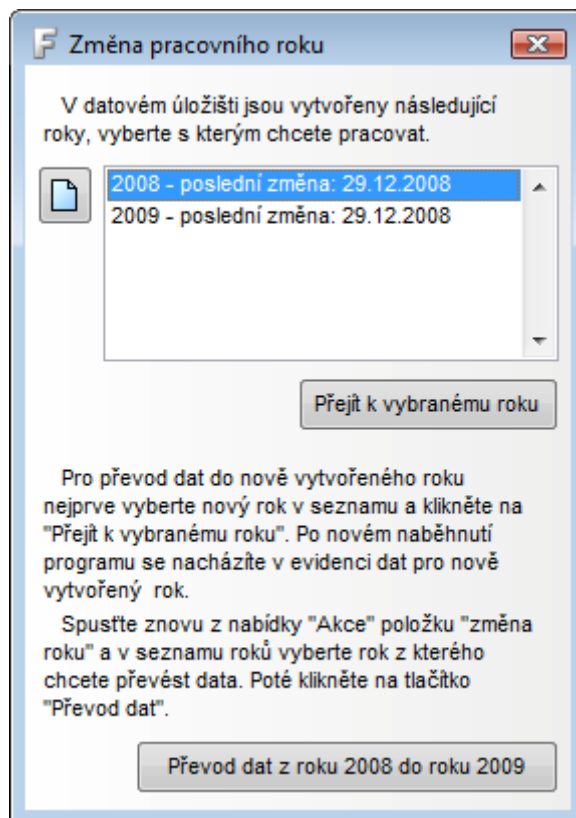 Změna pracovního roku
V datovém úložišti jsou vytvořeny následující
roky, vyberte s kterým chcete pracovat.
2008 - poslední změna: 29.12.2008
2009 - poslední změna: 29.12.2008
Přejít k vybranému roku
Pro převod dat do nově vytvořeného roku
nejprve vyberte nový rok v seznamu a klikněte na
"Přejít k vybranému roku". Po novém naběhnutí
programu se nacházíte v evidenci dat pro nově
vytvořený  rok.
Spusťte znovu z nabídky "Akce" položku "změna
roku" a v seznamu roků vyberte rok z kterého
chcete převést data. Poté klikněte na tlačítko
"Převod dat".
Převod dat z roku 2008 do roku 2009